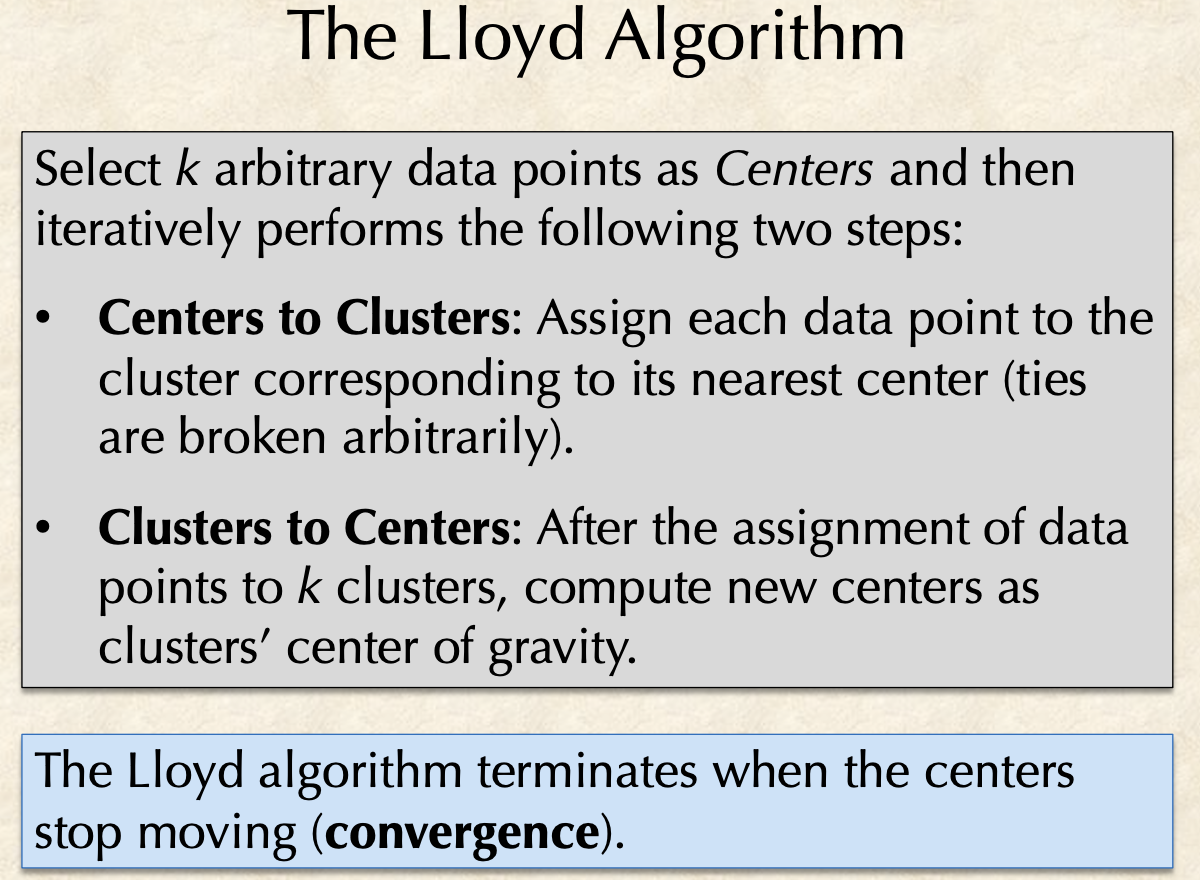 The Lloyd Algorithm
Select k arbitrary data points as Centers and then
iteratively performs the following two steps:
• Centers to Clusters: Assign each data point to the
cluster corresponding to its nearest center (ties
are broken arbitrarily).
• Clusters to Centers: After the assignment of data
points to k clusters, compute new centers as
clusters’ center of gravity.
The Lloyd algorithm terminates when the centers
stop moving (convergence).